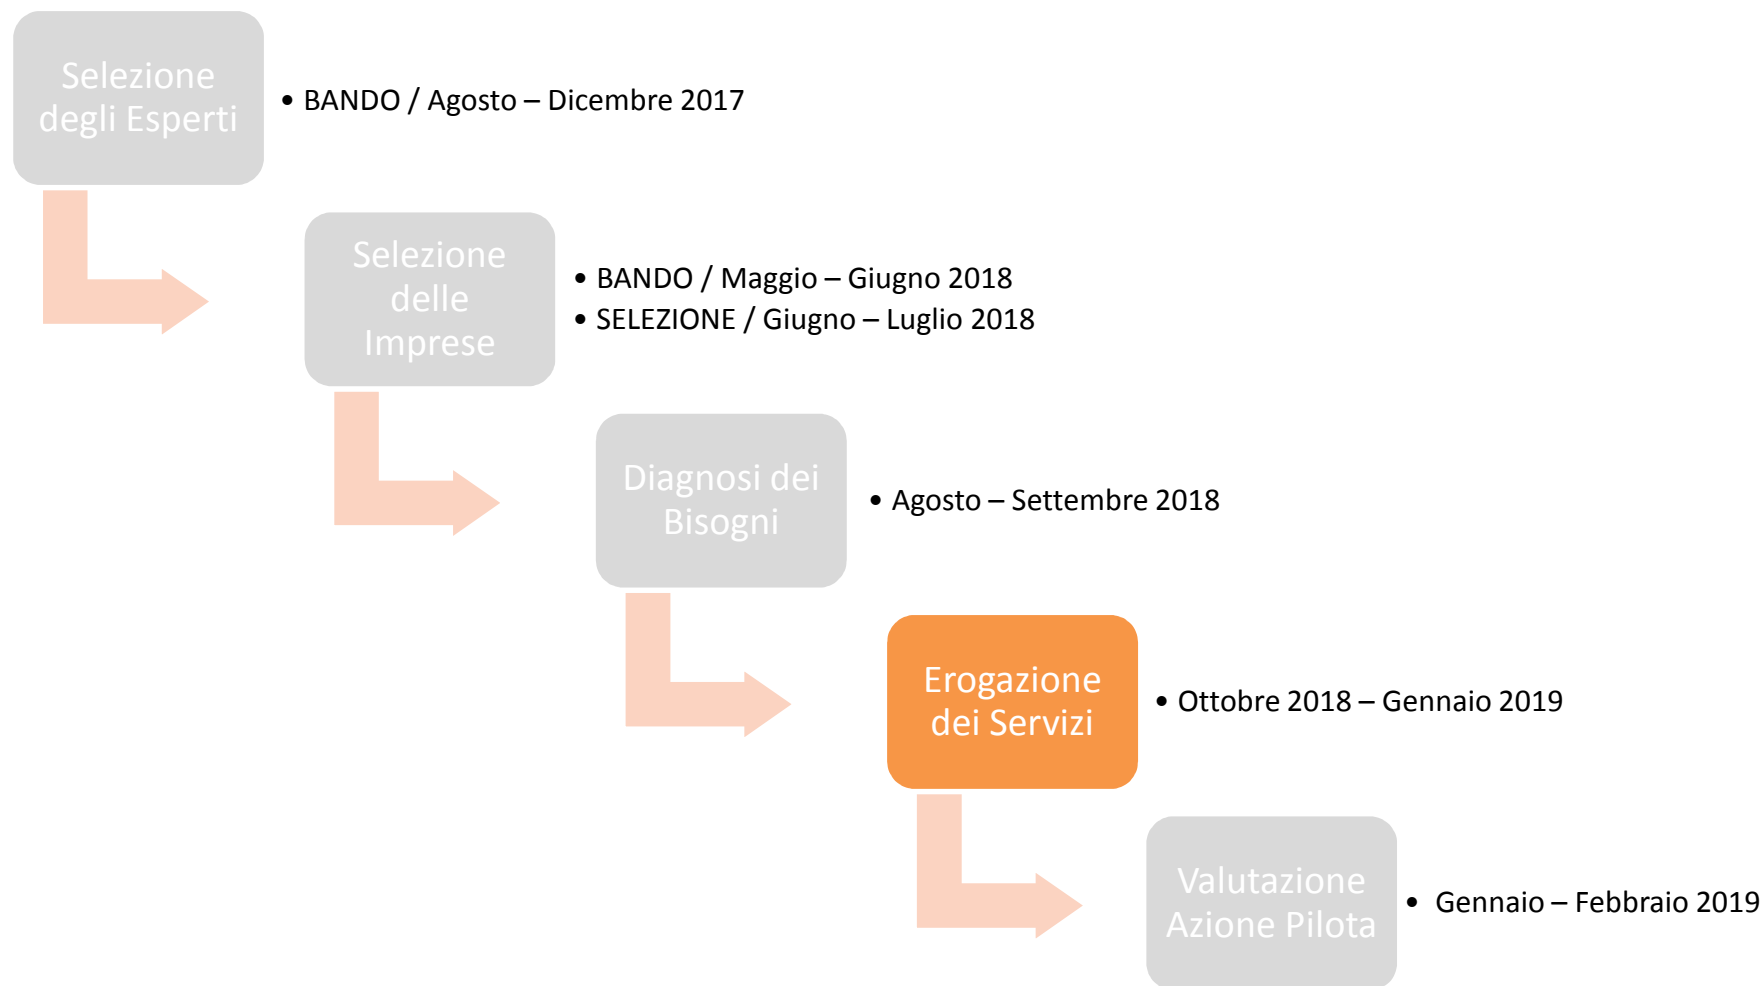 Selezione
degli Esperti
• BANDO / Agosto – Dicembre 2017
Selezione
delle
Imprese
• BANDO / Maggio – Giugno 2018
• SELEZIONE / Giugno – Luglio 2018
Diagnosi dei
Bisogni
• Agosto – Settembre 2018
Erogazione
dei Servizi
• Ottobre 2018 – Gennaio 2019
Valutazione
Azione Pilota
• Gennaio – Febbraio 2019